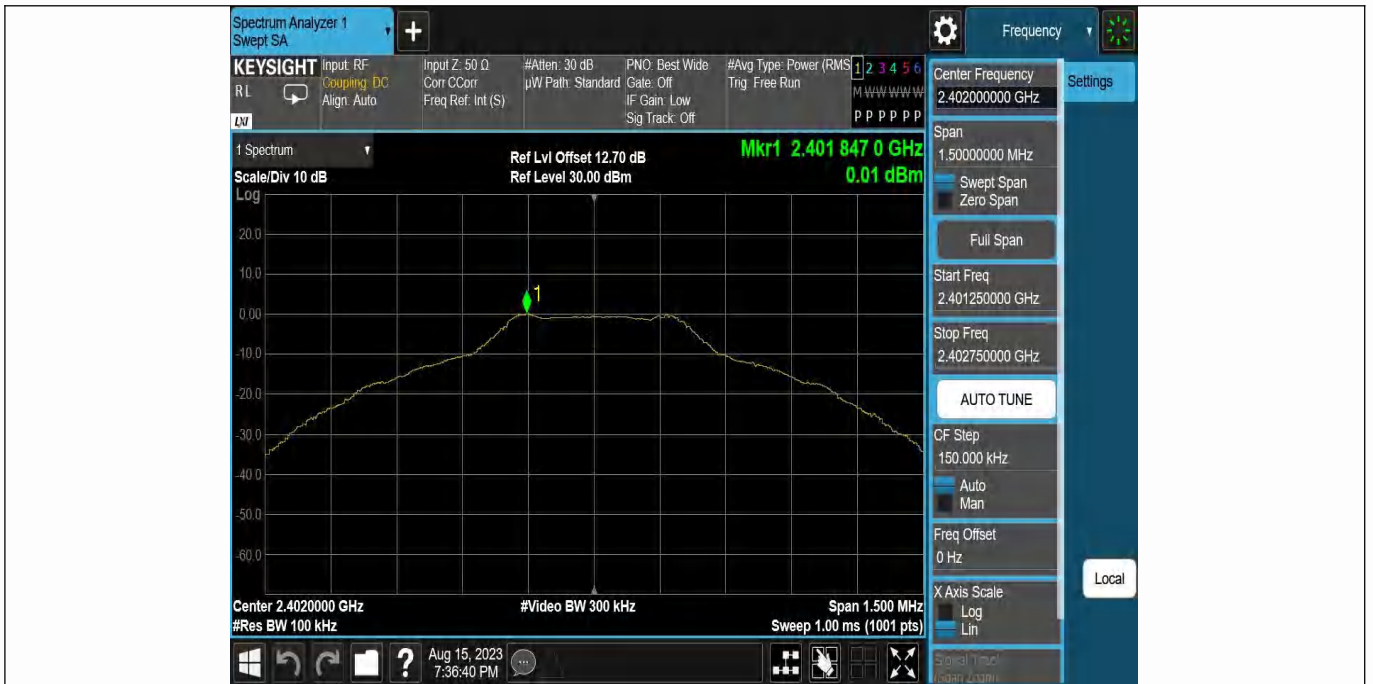 Spectrum Analyzer 1
Swept SA
+
Frequency
KEYSIGHT
RL
LXI
Input: RF
Coupling: DC
Align: Auto
Input Z: 50 Ω
Corr CCorr
Freq Ref: Int (S)
#Atten: 30 dB
µW Path: Standard
PNO: Best Wide
Gate: Off
IF Gain: Low
Sig Track: Off
#Avg Type: Power (RMS
Trig: Free Run
1 2 3 4 5 6
M W W W W W
P P P P P P
1 Spectrum
Scale/Div 10 dB
Log
Ref Lvl Offset 12.70 dB
Ref Level 30.00 dBm
Mkr1 2.401 847 0 GHz
0.01 dBm
20.0
10.0
0.00
-10.0
-20.0
-30.0
-40.0
-50.0
-60.0
1
Center 2.4020000 GHz
#Res BW 100 kHz
#Video BW 300 kHz
Span 1.500 MHz
Sweep 1.00 ms (1001 pts)
Center Frequency
2.402000000 GHz
Settings
Span
1.50000000 MHz
Swept Span
Zero Span
Full Span
Start Freq
2.401250000 GHz
Stop Freq
2.402750000 GHz
AUTO TUNE
CF Step
150.000 kHz
Auto
Man
Freq Offset
0 Hz
X Axis Scale
Log
Lin
Local
Signal Track
(Span Zoom)
?
Aug 15, 2023
7:36:40 PM